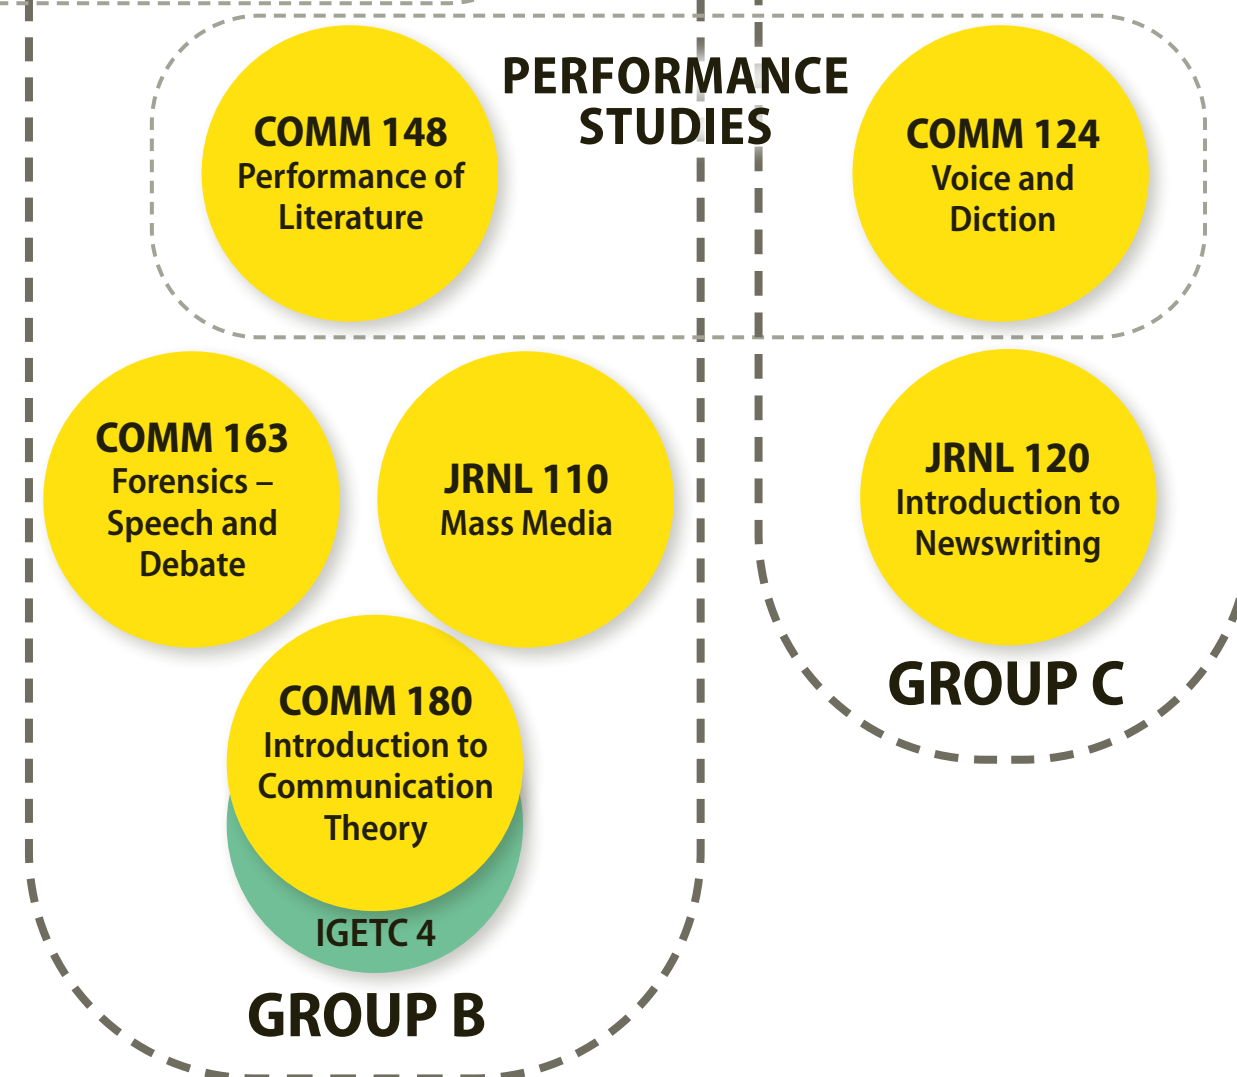 PERFORMANCE
STUDIES
COMM 148
Performance of
Literature
COMM 124
Voice and
Diction
COMM 163
Forensics –
Speech and
Debate
JRNL 110
Mass Media
JRNL 120
Introduction to
Newswriting
GROUP C
COMM 180
Introduction to
Communication
Theory
IGETC 4
GROUP B